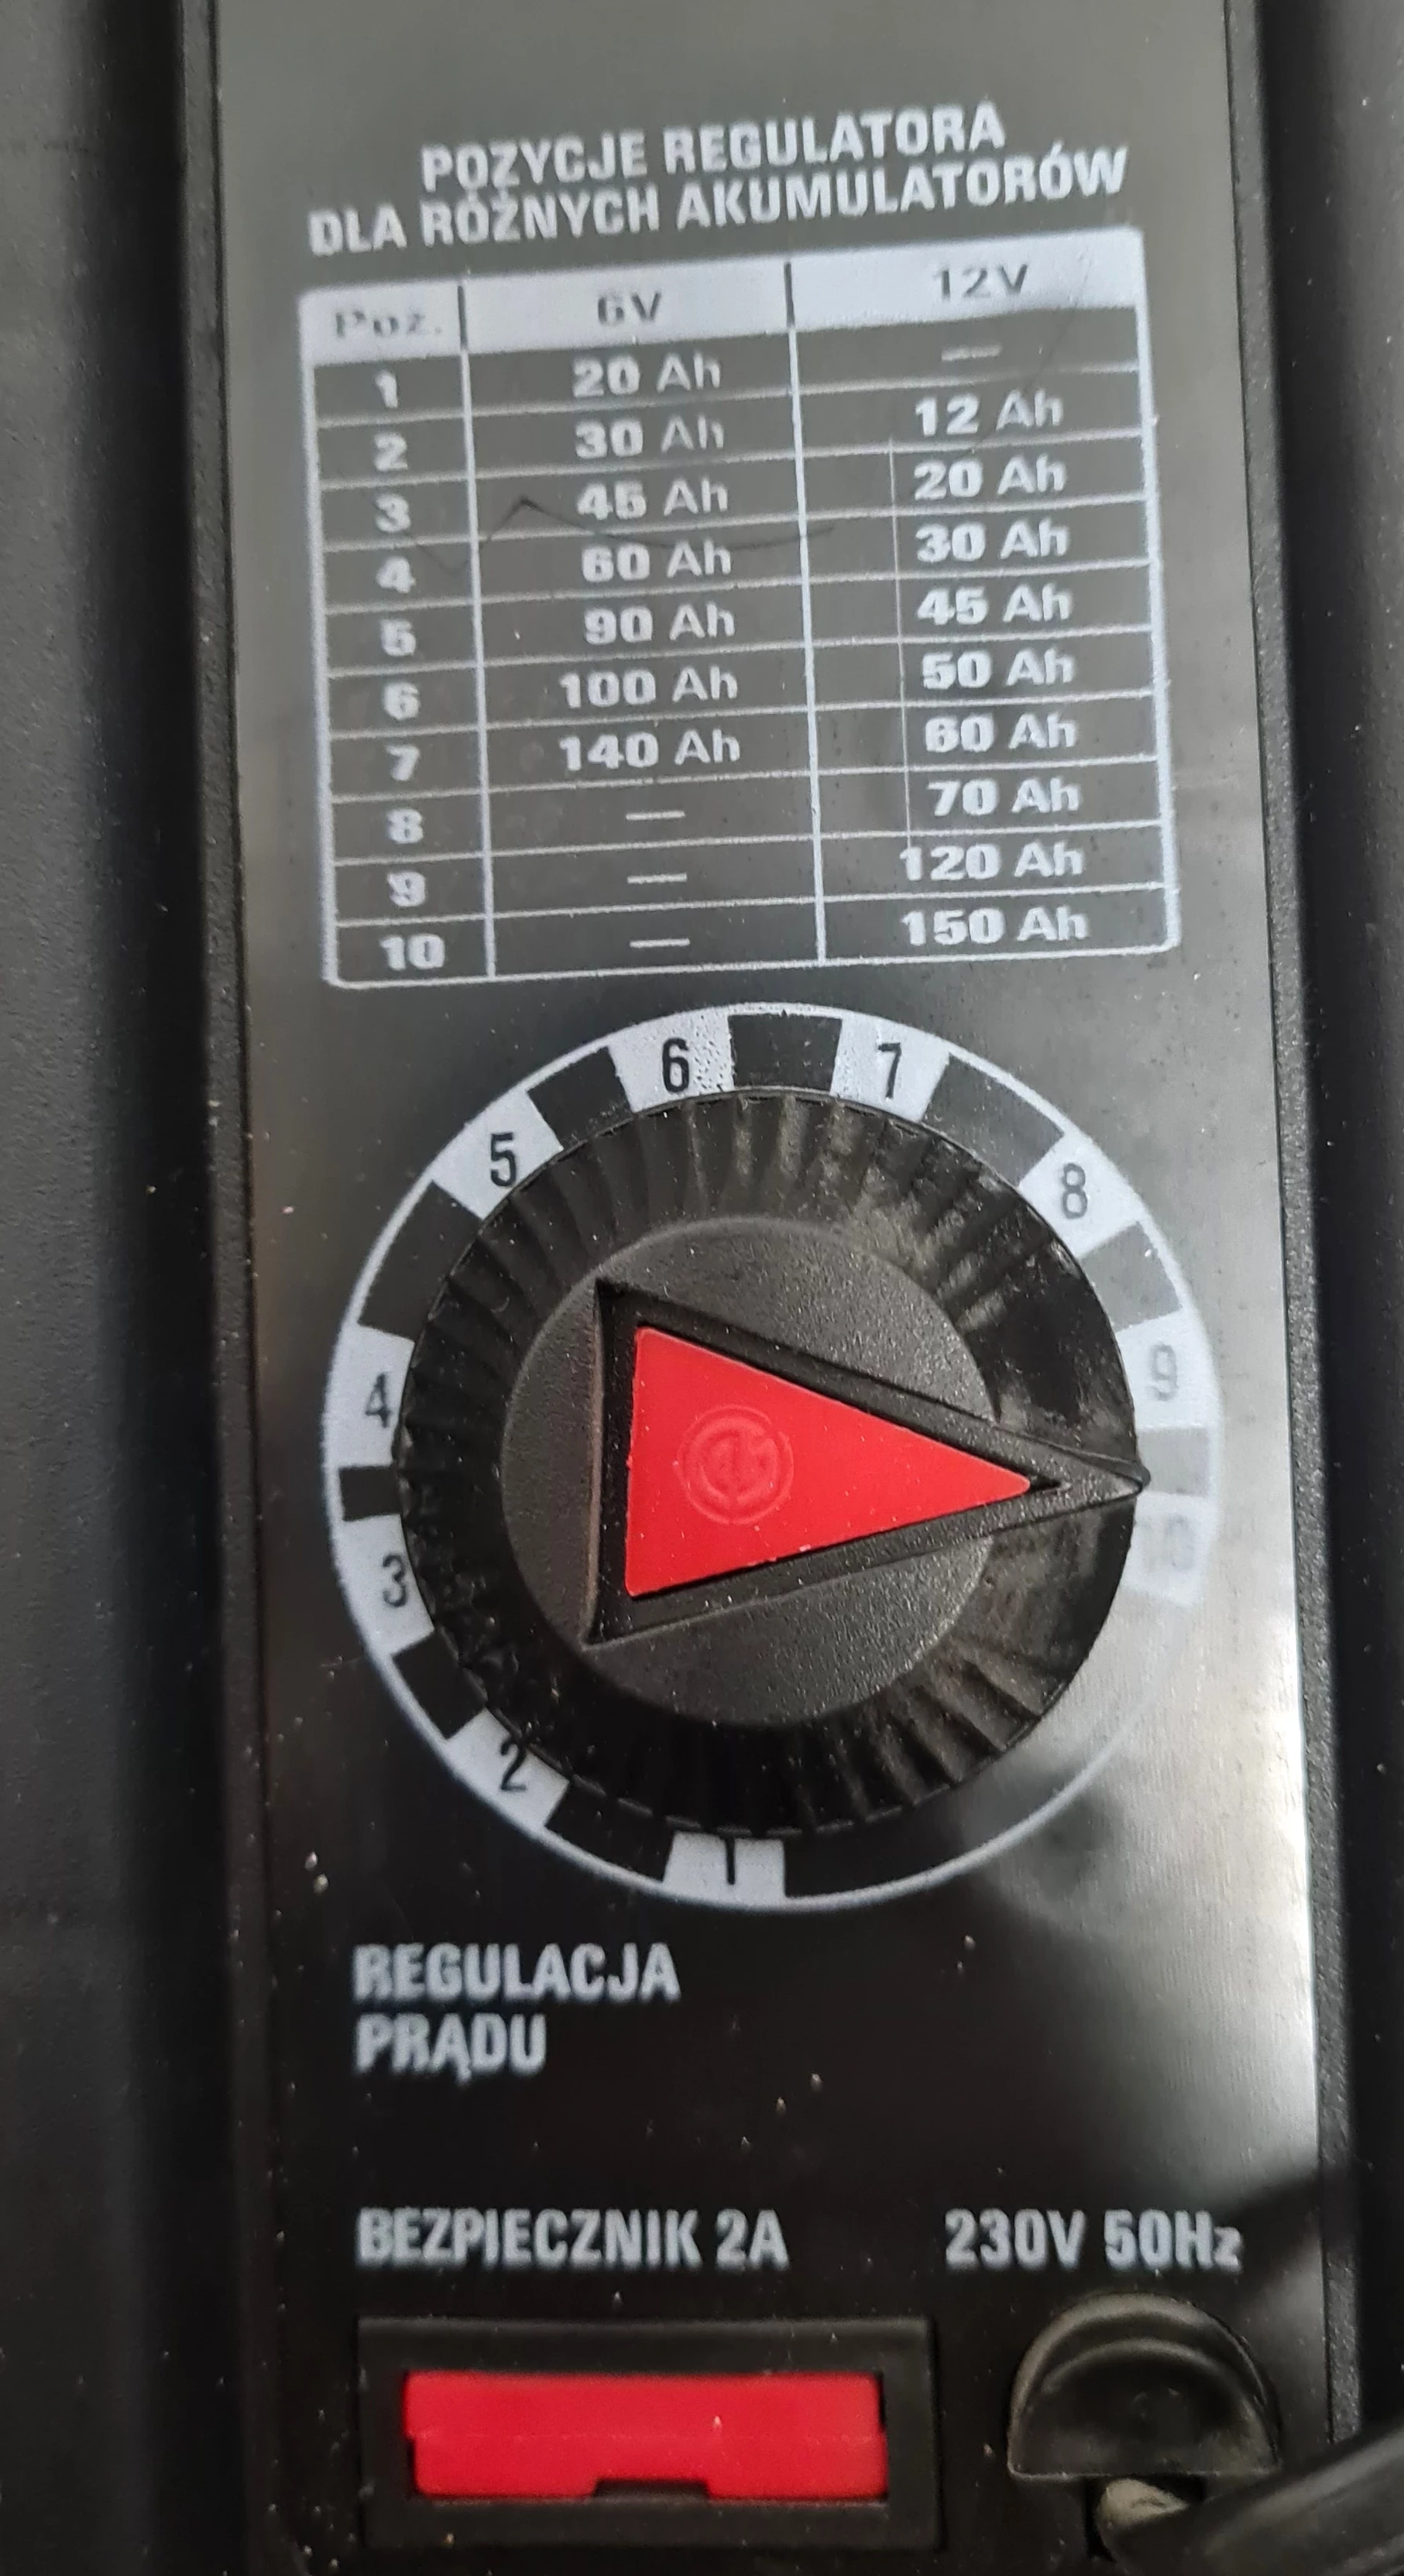 POZYCJE REGULATORA
DLA RÓŻNYCH AKUMULATORÓW
Poz. 6V 12V
1 20 Ah —
2 30 Ah 12 Ah
3 45 Ah 20 Ah
4 60 Ah 30 Ah
5 90 Ah 45 Ah
6 100 Ah 50 Ah
7 140 Ah 60 Ah
8 — 70 Ah
9 — 120 Ah
10 — 150 Ah
6 7
5 8
4 9
3 10
2
1
REGULACJA
PRĄDU
BEZPIECZNIK 2A 230V 50Hz